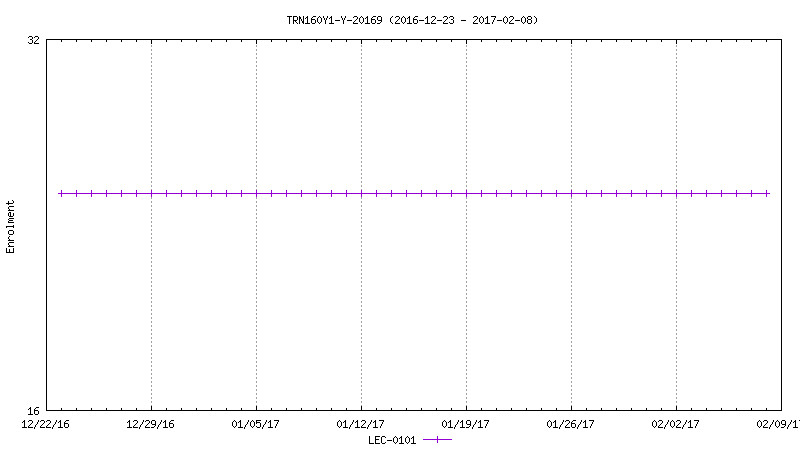 TRN160Y1-Y-20169 (2016-12-23 - 2017-02-08)
32
Enrolment
16
12/22/16 12/29/16 01/05/17 01/12/17 01/19/17 01/26/17 02/02/17 02/09/1
LEC-0101